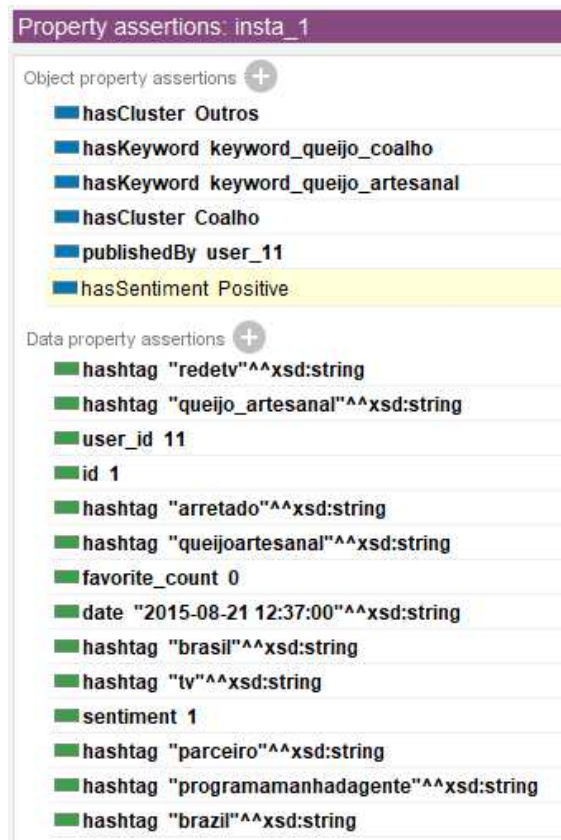 Property assertions: insta_1
Object property assertions
hasCluster Outros
hasKeyword keyword_queijo_coalho
hasKeyword keyword_queijo_artesanal
hasCluster Coalho
publishedBy user_11
hasSentiment Positive
Data property assertions
hashtag "redetv"^^xsd:string
hashtag "queijo_artesanal"^^xsd:string
user_id 11
id 1
hashtag "arretado"^^xsd:string
hashtag "queijoartesanal"^^xsd:string
favorite_count 0
date "2015-08-21 12:37:00"^^xsd:string
hashtag "brasil"^^xsd:string
hashtag "tv"^^xsd:string
sentiment 1
hashtag "parceiro"^^xsd:string
hashtag "programamanhadagente"^^xsd:string
hashtag "brazil"^^xsd:string